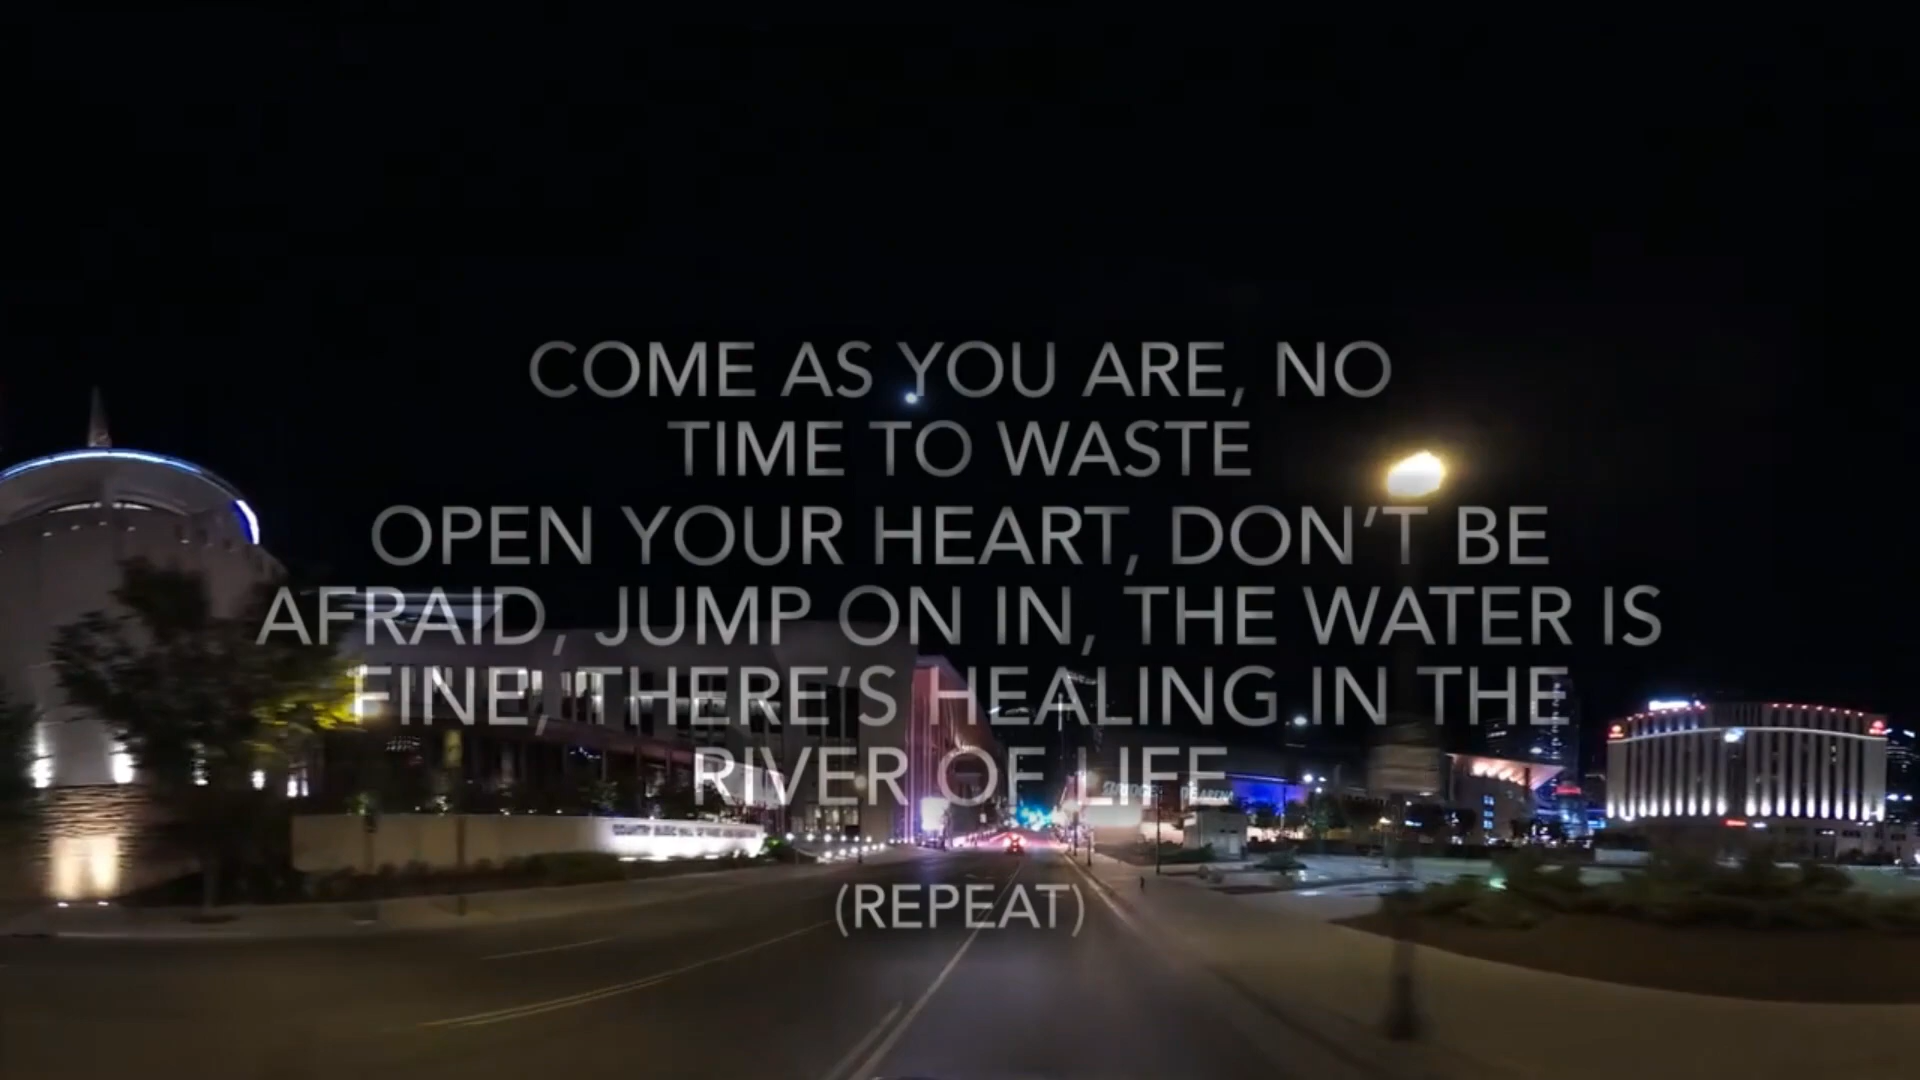 COME AS YOU ARE, NO
TIME TO WASTE
OPEN YOUR HEART, DON'T BE
AFRAID, JUMP ON IN, THE WATER IS
FINE, THERE'S HEALING IN THE
RIVER OF LIFE
(REPEAT)